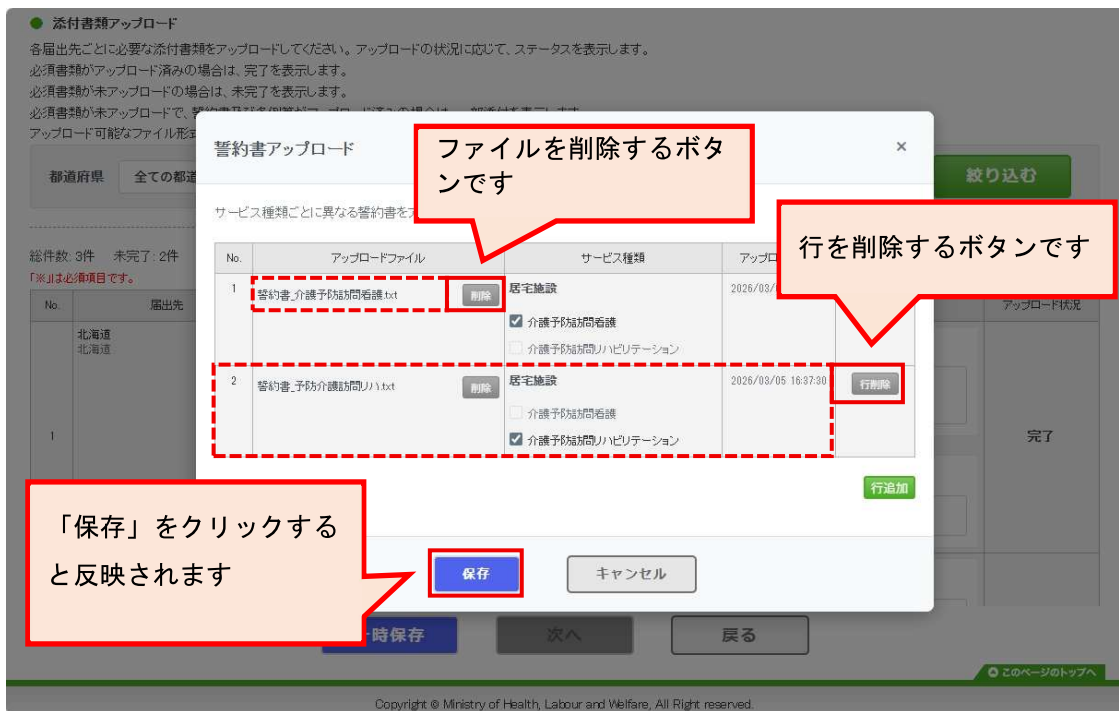 添付書類アップロード
各届出先ごとに必要な添付書類をアップロードしてください。アップロードの状況に応じて、ステータスを表示します。
必須書類がアップロード済みの場合は、完了を表示します。
必須書類が未アップロードの場合は、未完了を表示します。
必須書類が未アップロードで、
アップロード可能なファイル形式
都道府県 全ての都道
絞り込む
誓約書アップロード
×
ファイルを削除するボタ
ンです
サービス種類ごとに異なる誓約書を
行を削除するボタンです
総件数:3件 未完了:2件
「※」は必須項目です。
No. 届出先 アップロード状況
No. アップロードファイル サービス種類 アップロ
北海道
北海道
1 誓約書_介護予防訪問看護.txt 削除 居宅施設 2026/03/
介護予防訪問看護
介護予防訪問リハビリテーション
2 誓約書_予防介護訪問リハ.txt 削除 居宅施設 2026/03/05 16:37:30 行削除
介護予防訪問看護
介護予防訪問リハビリテーション
1 完了
行追加
「保存」をクリックする
と反映されます
保存 キャンセル
時保存 次へ 戻る
このページのトップへ
Copyright © Ministry of Health, Labour and Welfare, All Right reserved.